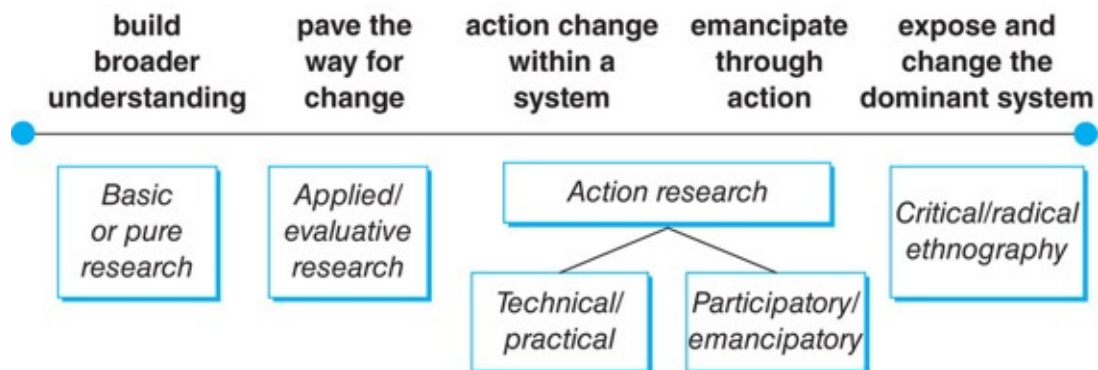 build
broader
understanding
pave the
way for
change
action change
within a
system
emancipate
through
action
expose and
change the
dominant system
Basic
or pure
research
Applied/
evaluative
research
Action research
Technical/
practical
Participatory/
emancipatory
Critical/radical
ethnography